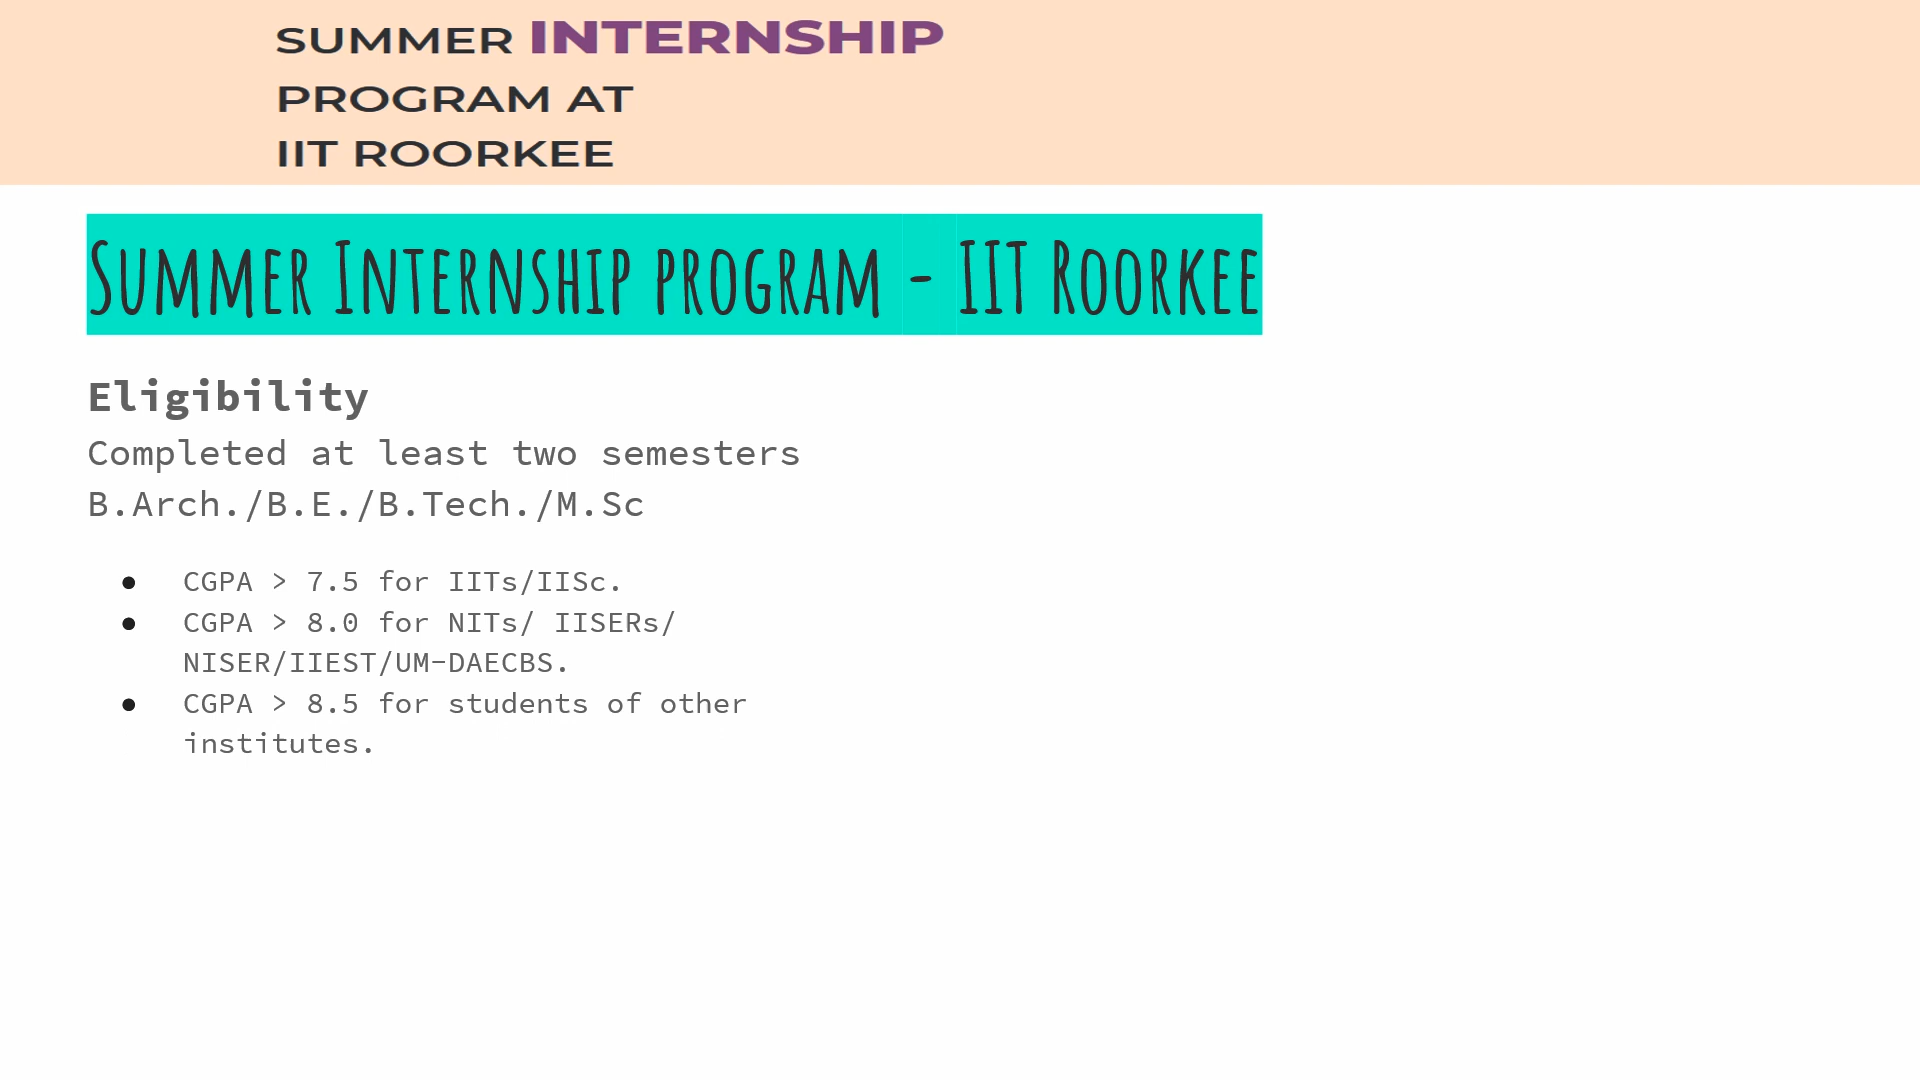 SUMMER INTERNSHIP
PROGRAM AT
IIT ROORKEE
Summer Internship program - IIT Roorkee
Eligibility
Completed at least two semesters
B.Arch./B.E./B.Tech./M.Sc
● CGPA > 7.5 for IITs/IISc.
● CGPA > 8.0 for NITs/ IISERs/
NISER/IIEST/UM-DAECBS.
● CGPA > 8.5 for students of other
institutes.